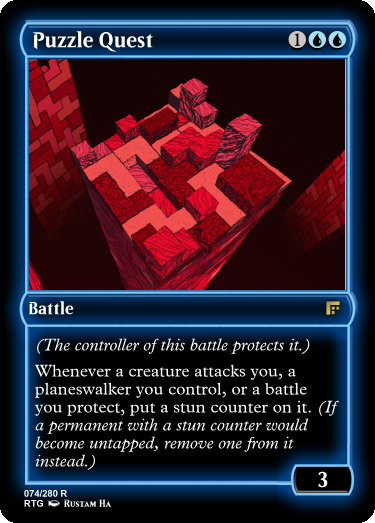 Puzzle Quest 1
Battle
(The controller of this battle protects it.)
Whenever a creature attacks you, a
planeswalker you control, or a battle
you protect, put a stun counter on it. (If
a permanent with a stun counter would
become untapped, remove one from it
instead.)
3
074/280 R
RTG Rustam Ha